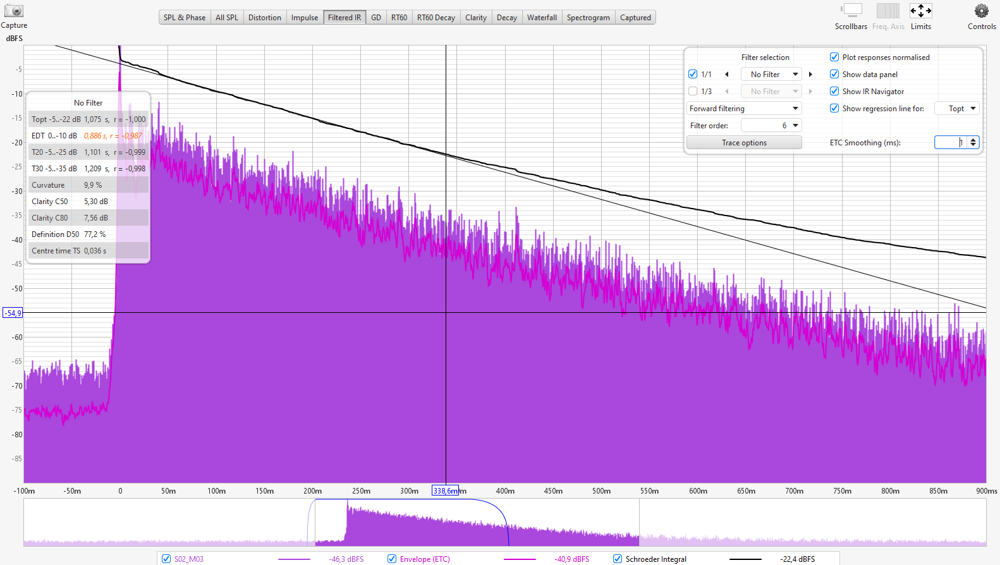 Capture
SPL & Phase All SPL Distortion Impulse Filtered IR GD RT60 RT60 Decay Clarity Decay Waterfall Spectrogram Captured
Scrollbars Freq. Axis Limits Controls
dBFS
Filter selection
1/1 No Filter
1/3 No Filter
Forward filtering
Filter order: 6
Trace options
Plot responses normalised
Show data panel
Show IR Navigator
Show regression line for: Topt
ETC Smoothing (ms): 1
No Filter
Topt -5..-22 dB 1,075 s, r = -1,000
EDT 0..-10 dB 0,886 s, r = -0,987
T20 -5..-25 dB 1,101 s, r = -0,999
T30 -5..-35 dB 1,209 s, r = -0,998
Curvature 9,9 %
Clarity C50 5,30 dB
Clarity C80 7,56 dB
Definition D50 77,2 %
Centre time TS 0,036 s
-5
-10
-15
-20
-25
-30
-35
-40
-45
-50
-54,9
-60
-65
-70
-75
-80
-85
-100m -50m 0 50m 100m 150m 200m 250m 300m 338,6m 400m 450m 500m 550m 600m 650m 700m 750m 800m 850m 900ms
S02_M03 -46,3 dBFS Envelope (ETC) -40,9 dBFS Schroeder Integral -22,4 dBFS